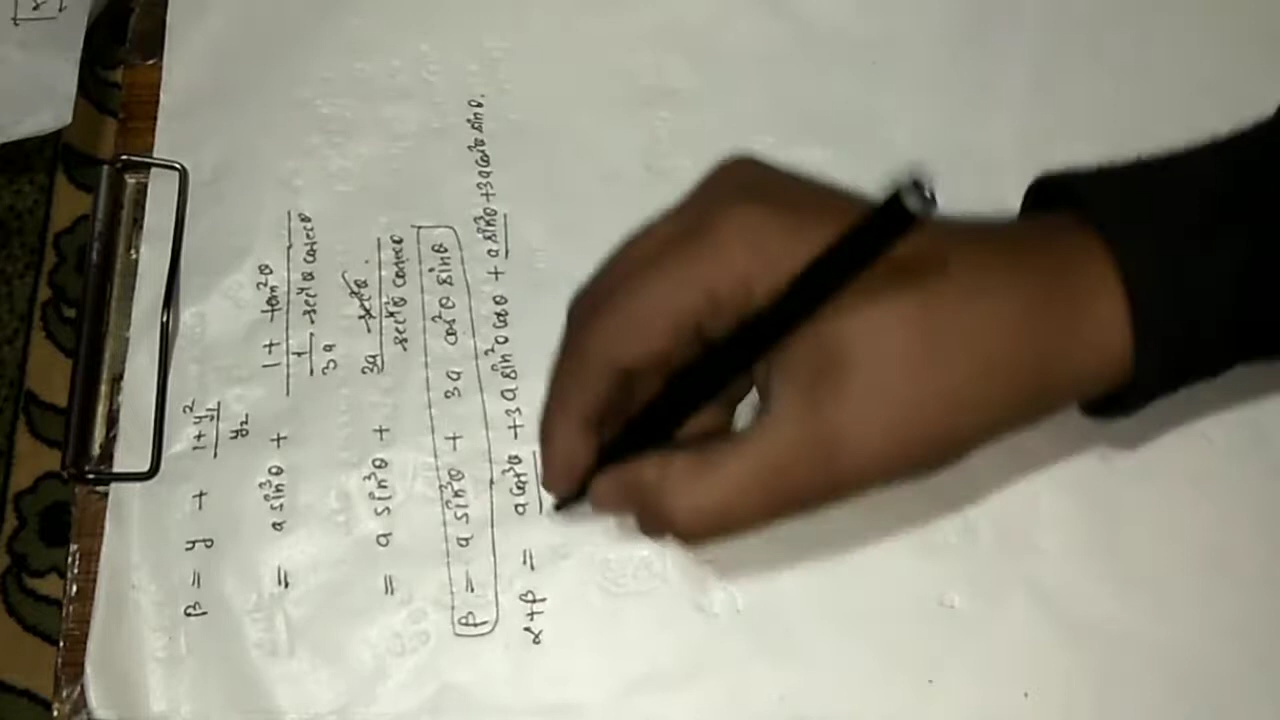 β = y + (1+y₁²)/y₂
= a sin³θ + (1 + tan²θ)/((1/3a) sec⁴θ cosecθ)
= a sin³θ + 3a sec²θ/(sec⁴θ cosecθ).
β = a sin³θ + 3a cos²θ sinθ
α+β = a cos³θ + 3a sin²θ cosθ + a sin³θ + 3a cos²θ sinθ.